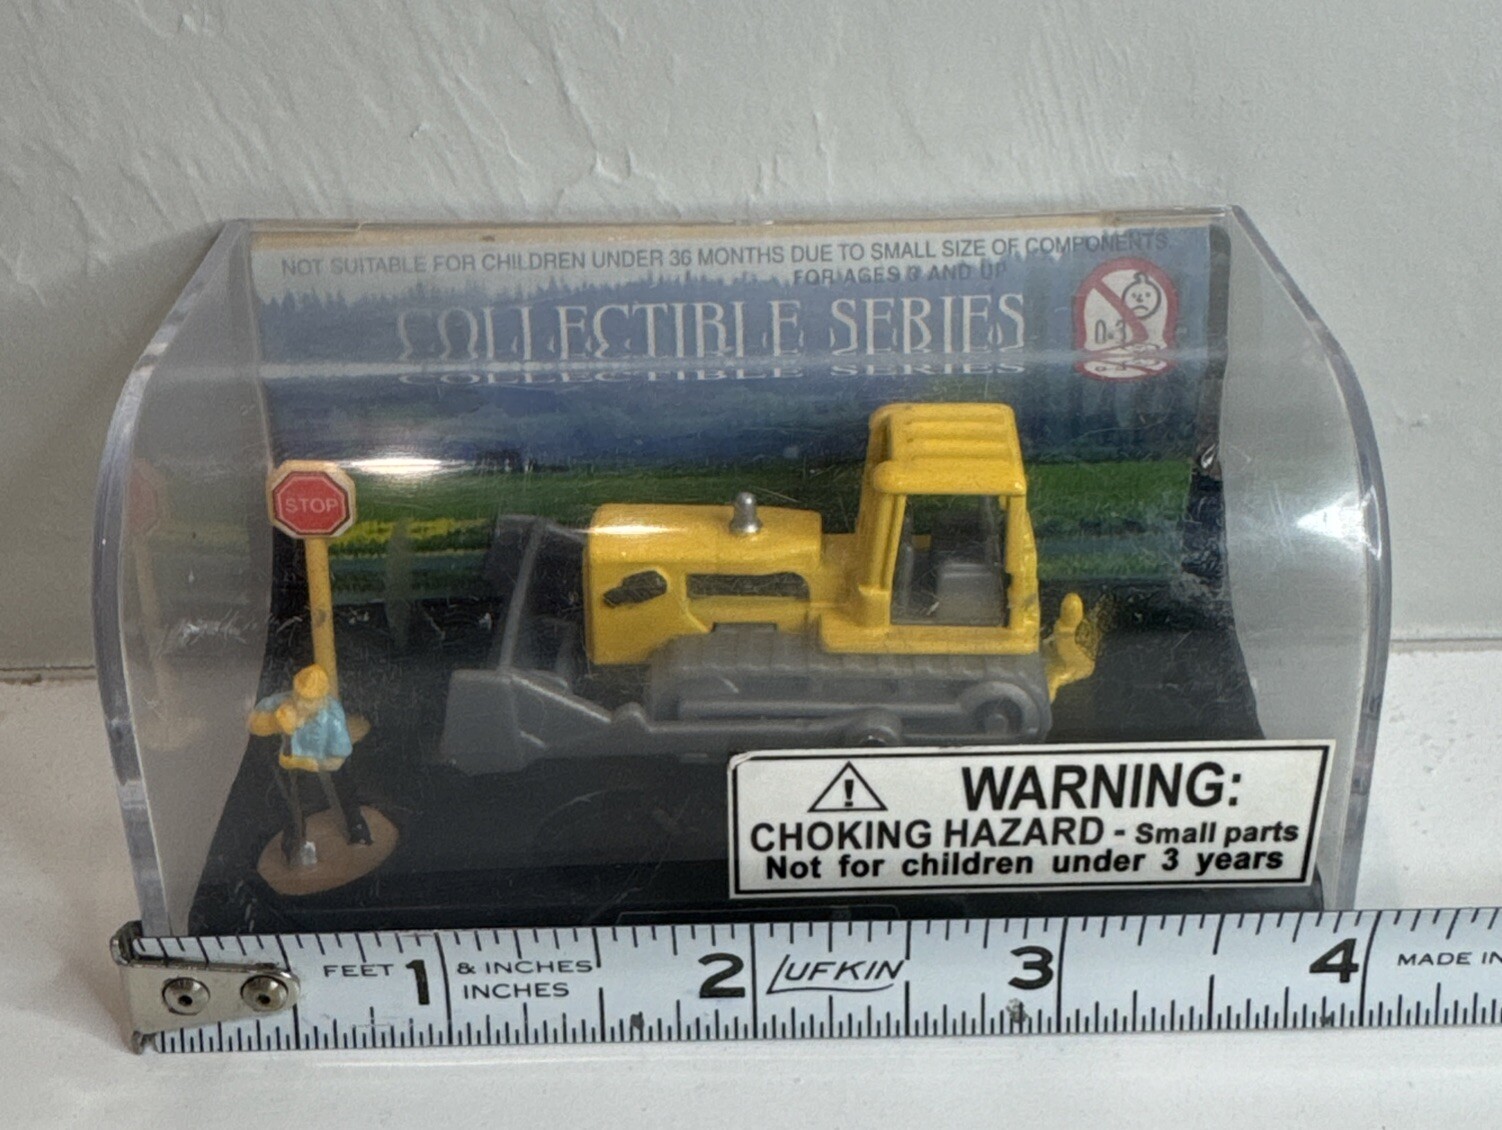 NOT SUITABLE FOR CHILDREN UNDER 36 MONTHS DUE TO SMALL SIZE OF COMPONENTS
FOR AGES 3 AND UP
COLLECTIBLE SERIES
0-3
STOP
WARNING:
CHOKING HAZARD - Small parts
Not for children under 3 years
FEET 1 & INCHES 2 LUFKIN 3 4 MADE IN
INCHES